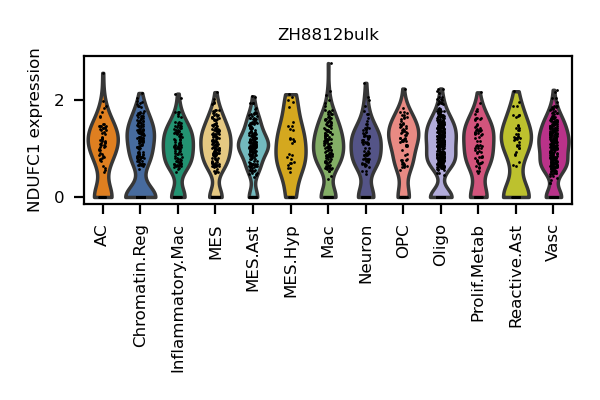 ZH8812bulk
NDUFC1 expression
2
0
AC
Chromatin.Reg
Inflammatory.Mac
MES
MES.Ast
MES.Hyp
Mac
Neuron
OPC
Oligo
Prolif.Metab
Reactive.Ast
Vasc